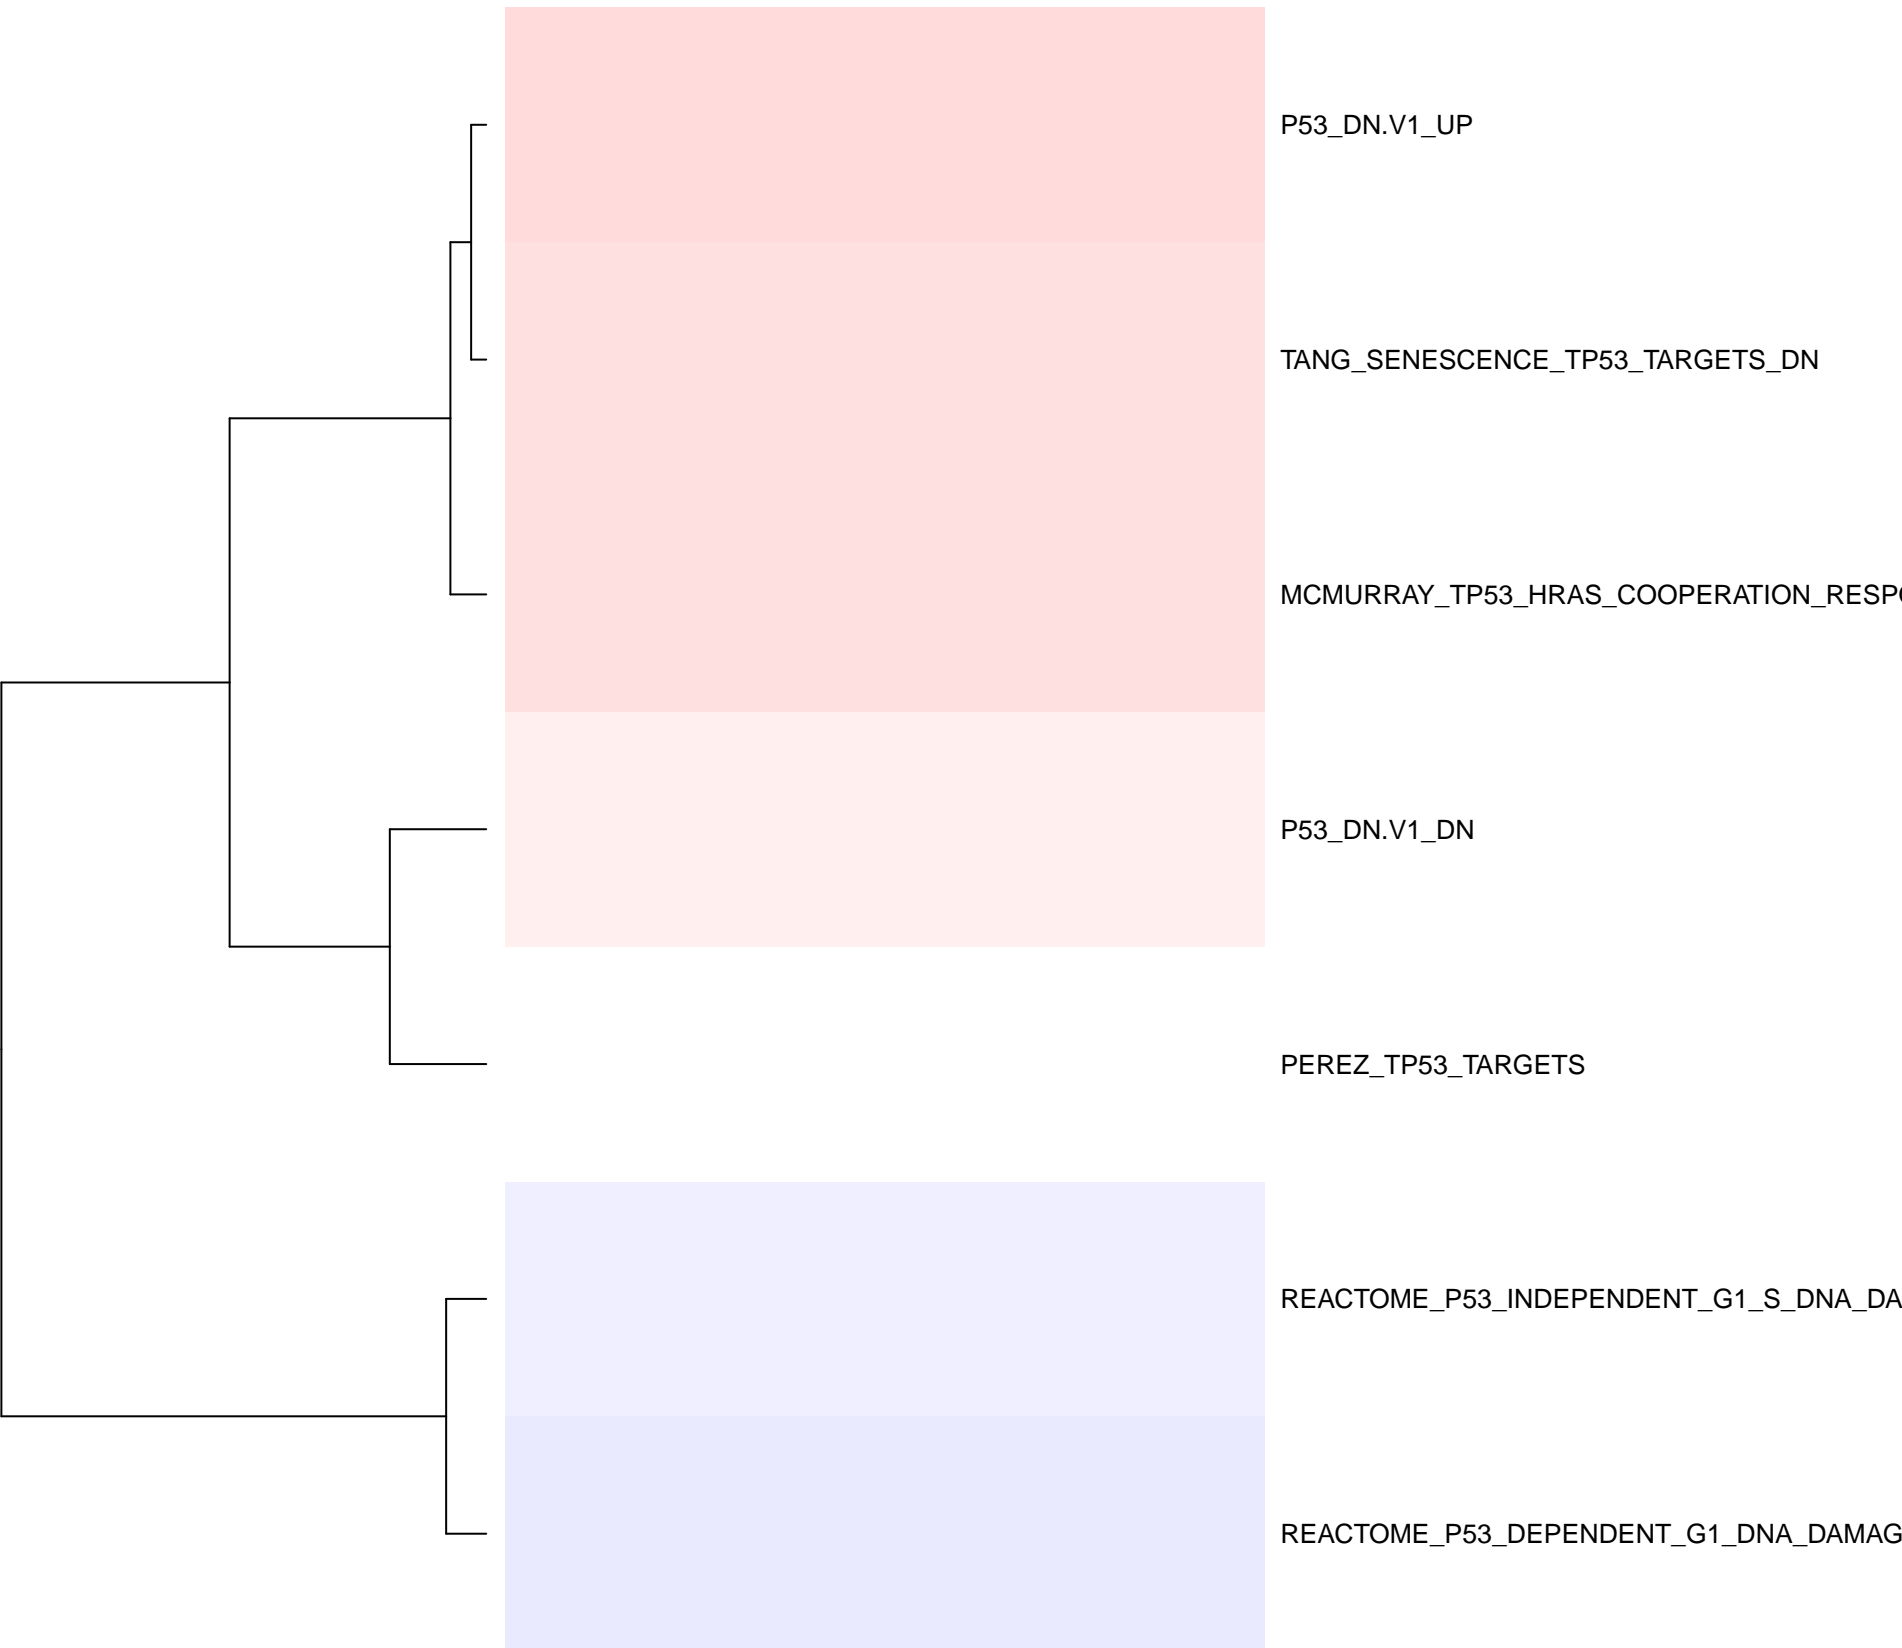 P53_DN.V1_UP
TANG_SENESCENCE_TP53_TARGETS_DN
MCMURRAY_TP53_HRAS_COOPERATION_RESP
P53_DN.V1_DN
PEREZ_TP53_TARGETS
REACTOME_P53_INDEPENDENT_G1_S_DNA_DA
REACTOME_P53_DEPENDENT_G1_DNA_DAMAG